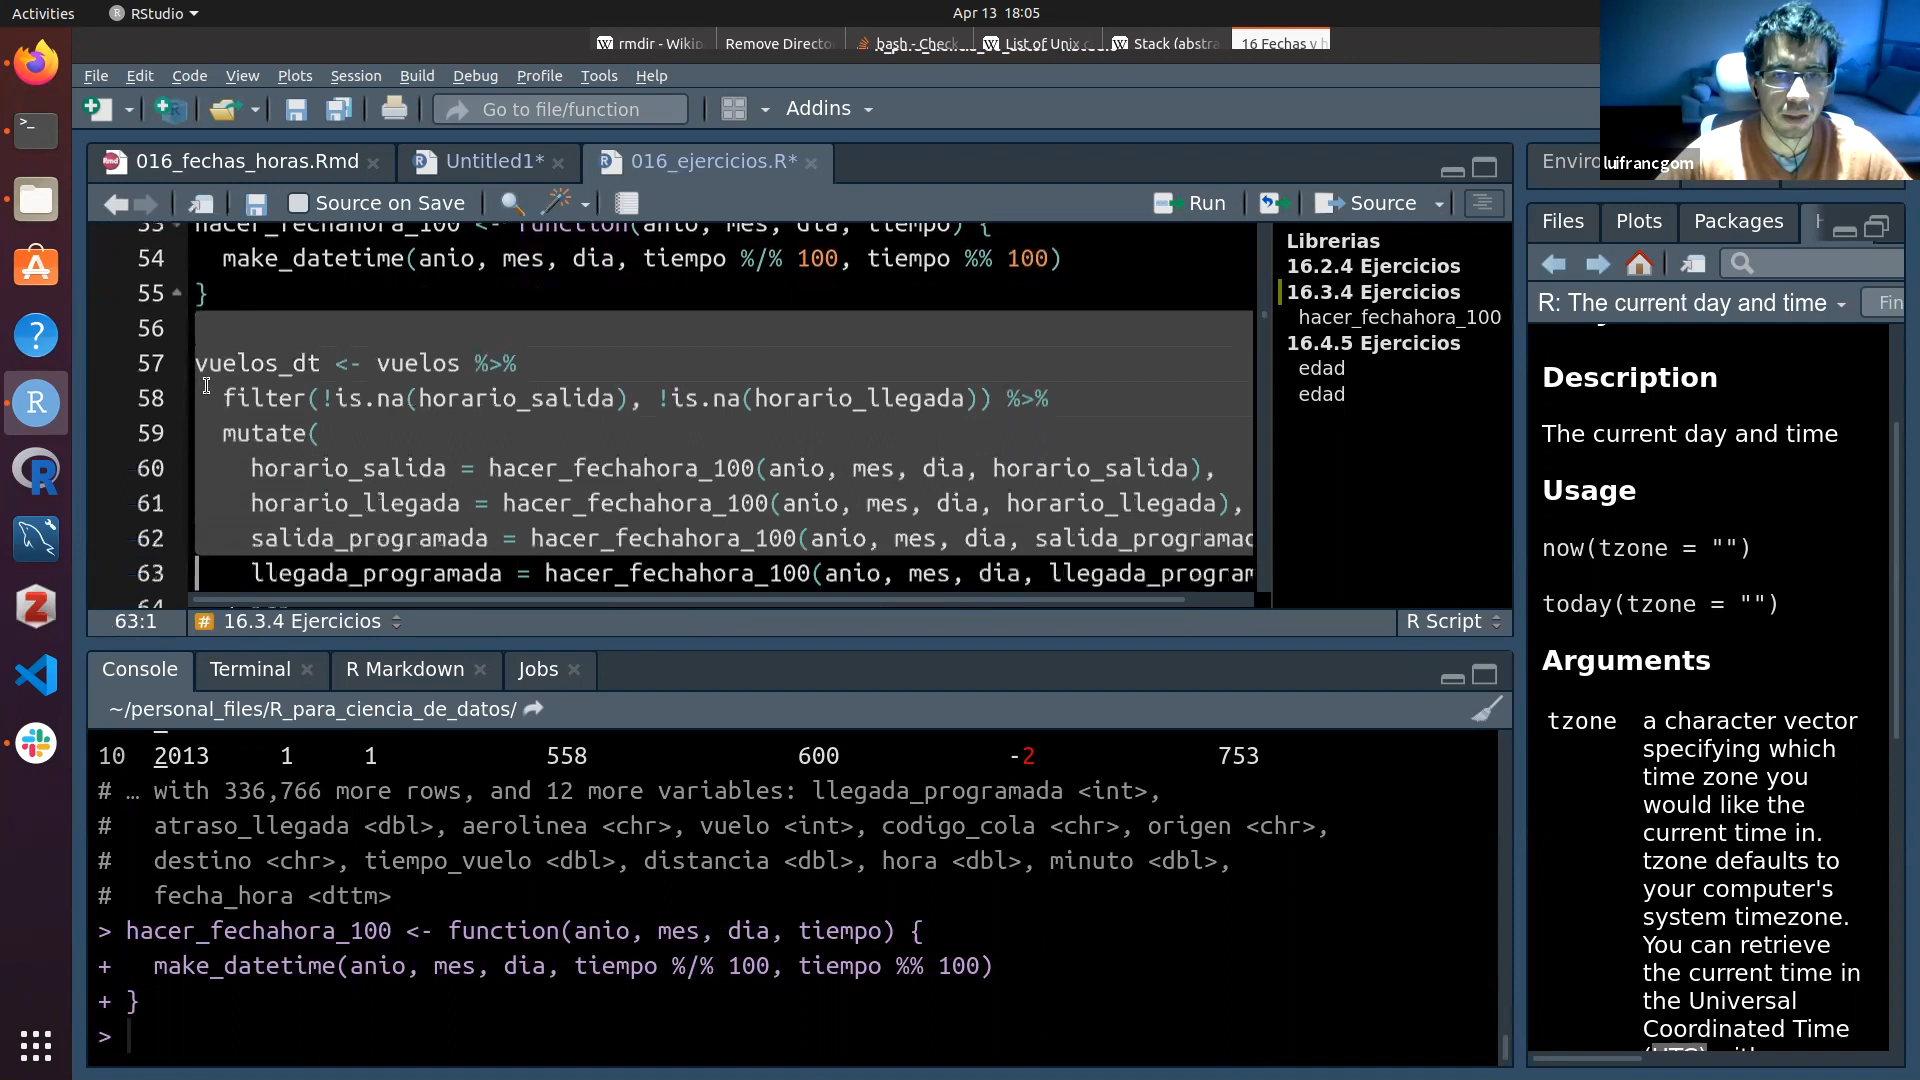 Activities
RStudio
Apr 13 18:05
rmdir - Wikip
Remove Directo
bash - Check
List of Unix c
Stack (abstra
16 Fechas y h
luifrancgom
File Edit Code View Plots Session Build Debug Profile Tools Help
Go to file/function
Addins
016_fechas_horas.Rmd
Untitled1*
016_ejercicios.R*
Source on Save
Run
Source
53 hacer_fechahora_100 <- function(anio, mes, dia, tiempo) {
54 make_datetime(anio, mes, dia, tiempo %/% 100, tiempo %% 100)
55 }
56
57 vuelos_dt <- vuelos %>%
58 filter(!is.na(horario_salida), !is.na(horario_llegada)) %>%
59 mutate(
60 horario_salida = hacer_fechahora_100(anio, mes, dia, horario_salida),
61 horario_llegada = hacer_fechahora_100(anio, mes, dia, horario_llegada),
62 salida_programada = hacer_fechahora_100(anio, mes, dia, salida_programad
63 llegada_programada = hacer_fechahora_100(anio, mes, dia, llegada_program
64
63:1
16.3.4 Ejercicios
R Script
Librerias
16.2.4 Ejercicios
16.3.4 Ejercicios
hacer_fechahora_100
16.4.5 Ejercicios
edad
edad
Console
Terminal
R Markdown
Jobs
~/personal_files/R_para_ciencia_de_datos/
10 2013 1 1 558 600 -2 753
# … with 336,766 more rows, and 12 more variables: llegada_programada <int>,
# atraso_llegada <dbl>, aerolinea <chr>, vuelo <int>, codigo_cola <chr>, origen <chr>,
# destino <chr>, tiempo_vuelo <dbl>, distancia <dbl>, hora <dbl>, minuto <dbl>,
# fecha_hora <dttm>
> hacer_fechahora_100 <- function(anio, mes, dia, tiempo) {
+ make_datetime(anio, mes, dia, tiempo %/% 100, tiempo %% 100)
+ }
>
Enviro
Files
Plots
Packages
R: The current day and time
Fin
Description
The current day and time
Usage
now(tzone = "")
today(tzone = "")
Arguments
tzone a character vector
specifying which
time zone you
would like the
current time in.
tzone defaults to
your computer's
system timezone.
You can retrieve
the current time in
the Universal
Coordinated Time